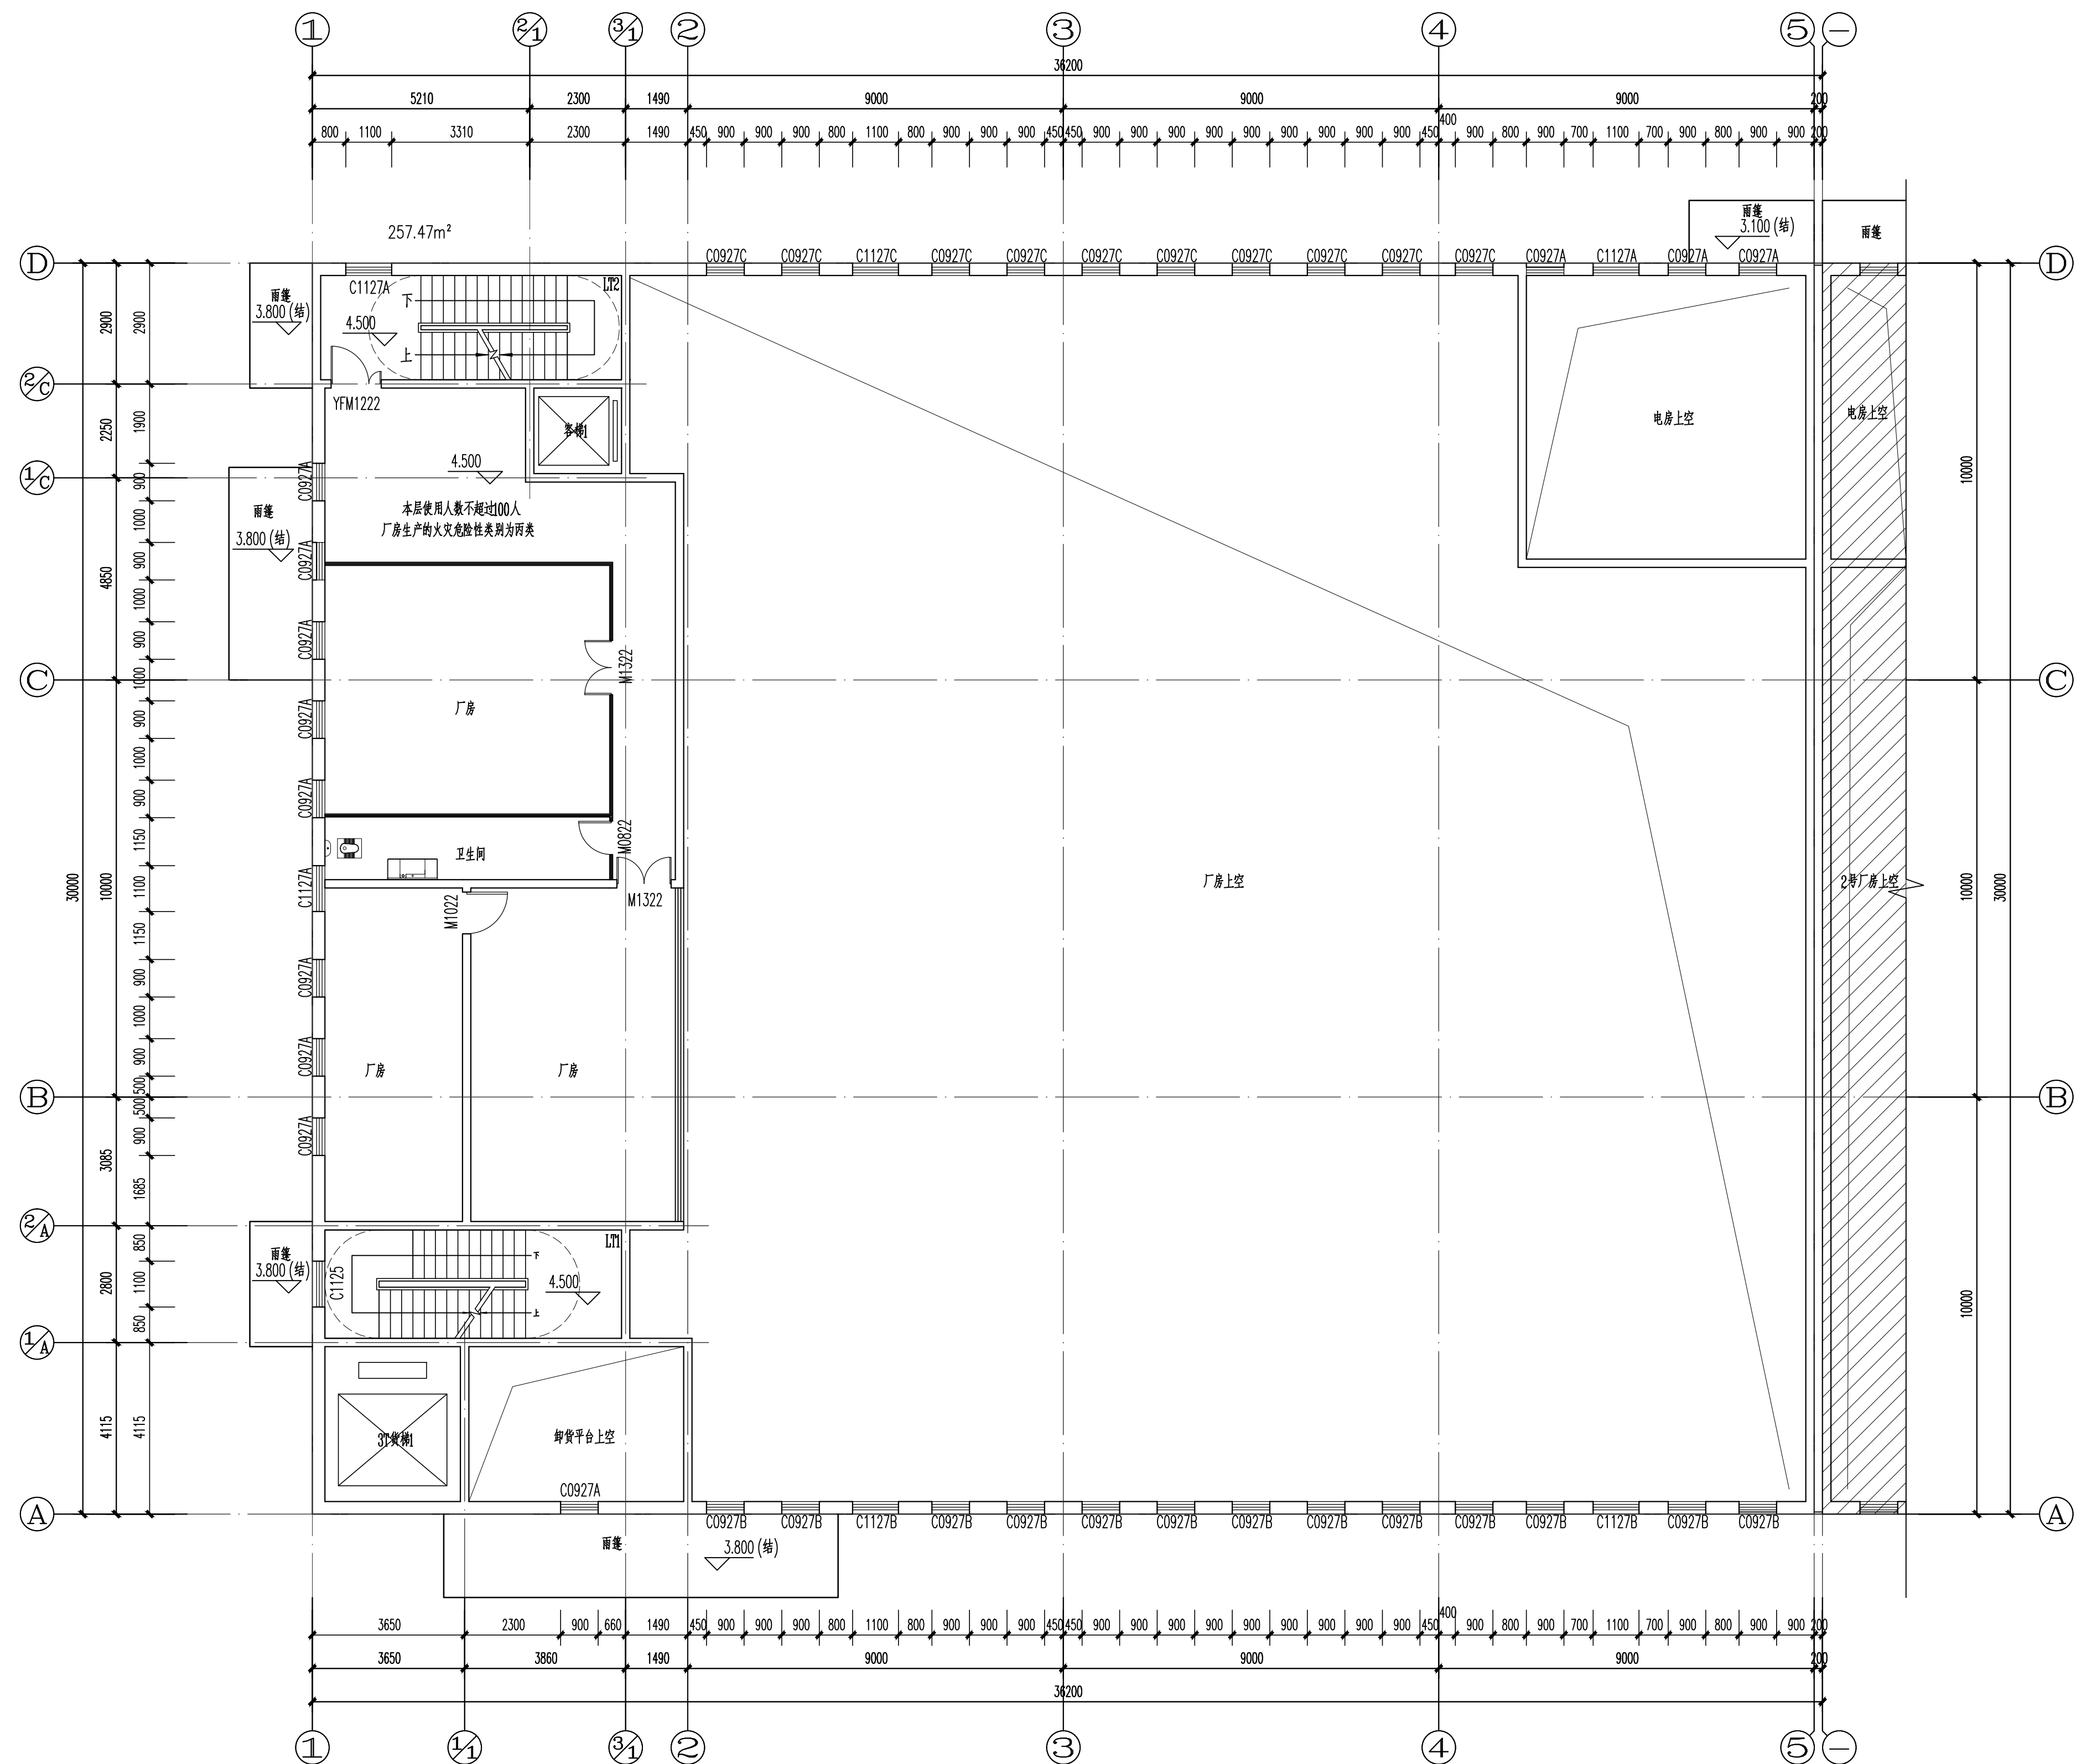 1 2/1 3/1 2 3 4 5 —
36200
5210 2300 1490 9000 9000 9000 200
400
800 1100 3310 2300 1490 450 900 900 900 800 1100 800 900 900 900 450 450 900 900 900 900 900 900 900 900 900 450 900 800 900 700 1100 700 900 800 900 900 200
257.47m²
雨篷
3.100(结)
雨篷
D
D
C0927C C0927C C1127C C0927C C0927C C0927C C0927C C0927C C0927C C0927C C0927C C0927A C1127A C0927A C0927A
C1127A
LT2
雨篷
3.800(结)
下
4.500
上
2900 2900
2/C
YFM1222
客梯1
电房上空
电房上空
2250 1900
4.500
1/C
C0927A
900
10000
本层使用人数不超过100人
厂房生产的火灾危险性类别为丙类
雨篷
3.800(结)
1000
C0927A
900
4850
1000
C0927A
900
M1322
C
1000
C
厂房
C0927A
900
1000
C0927A
900
1150
M0822
卫生间
30000 10000 1100
C1127A
M1322
M1022
厂房上空
2号厂房上空
10000 30000
1150
C0927A
900
1000
C0927A
900
厂房
厂房
500
B
B
500
C0927A
900
3085
1685
2/A
雨篷
3.800(结)
850
LT1
下
C1125
4.500
上
2800 1100
10000
850
1/A
4115 4115
3T货梯1
卸货平台上空
C0927A
A
A
C0927B C0927B C1127B C0927B C0927B C0927B C0927B C0927B C0927B C0927B C0927B C0927B C1127B C0927B C0927B
雨篷
3.800(结)
400
3650 2300 900 660 1490 450 900 900 900 800 1100 800 900 900 900 450 450 900 900 900 900 900 900 900 900 900 450 900 800 900 700 1100 700 900 800 900 900 200
3650 3860 1490 9000 9000 9000 200
36200
1 1/1 3/1 2 3 4 5 —